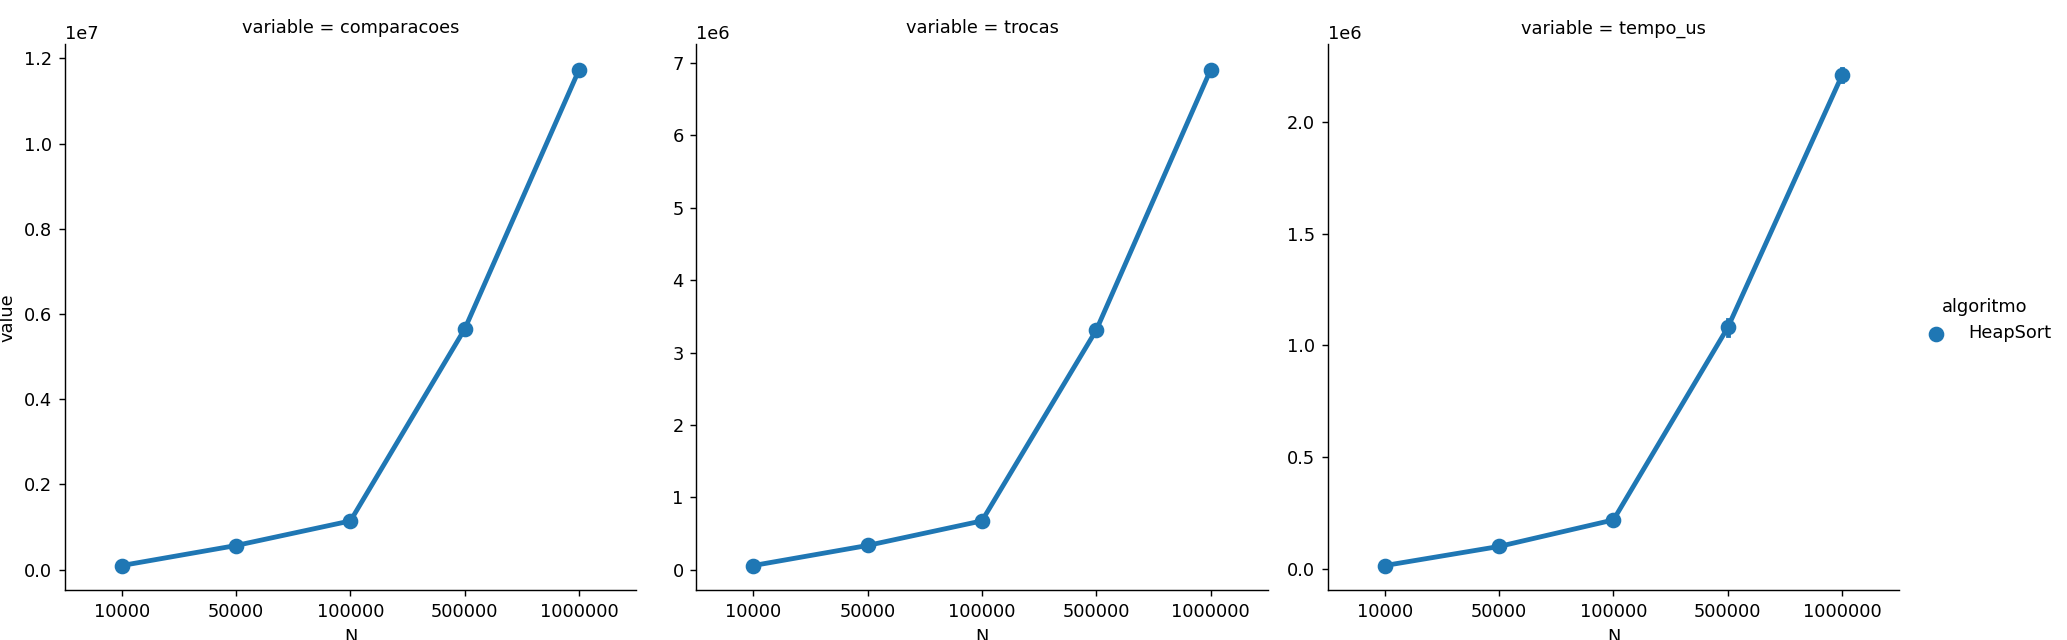 variable = comparacoes
1e7
1.2
1.0
0.8
0.6
0.4
0.2
0.0
value
10000 50000 100000 500000 1000000
N
variable = trocas
1e6
7
6
5
4
3
2
1
0
10000 50000 100000 500000 1000000
N
variable = tempo_us
1e6
2.0
1.5
1.0
0.5
0.0
10000 50000 100000 500000 1000000
N
algoritmo
HeapSort